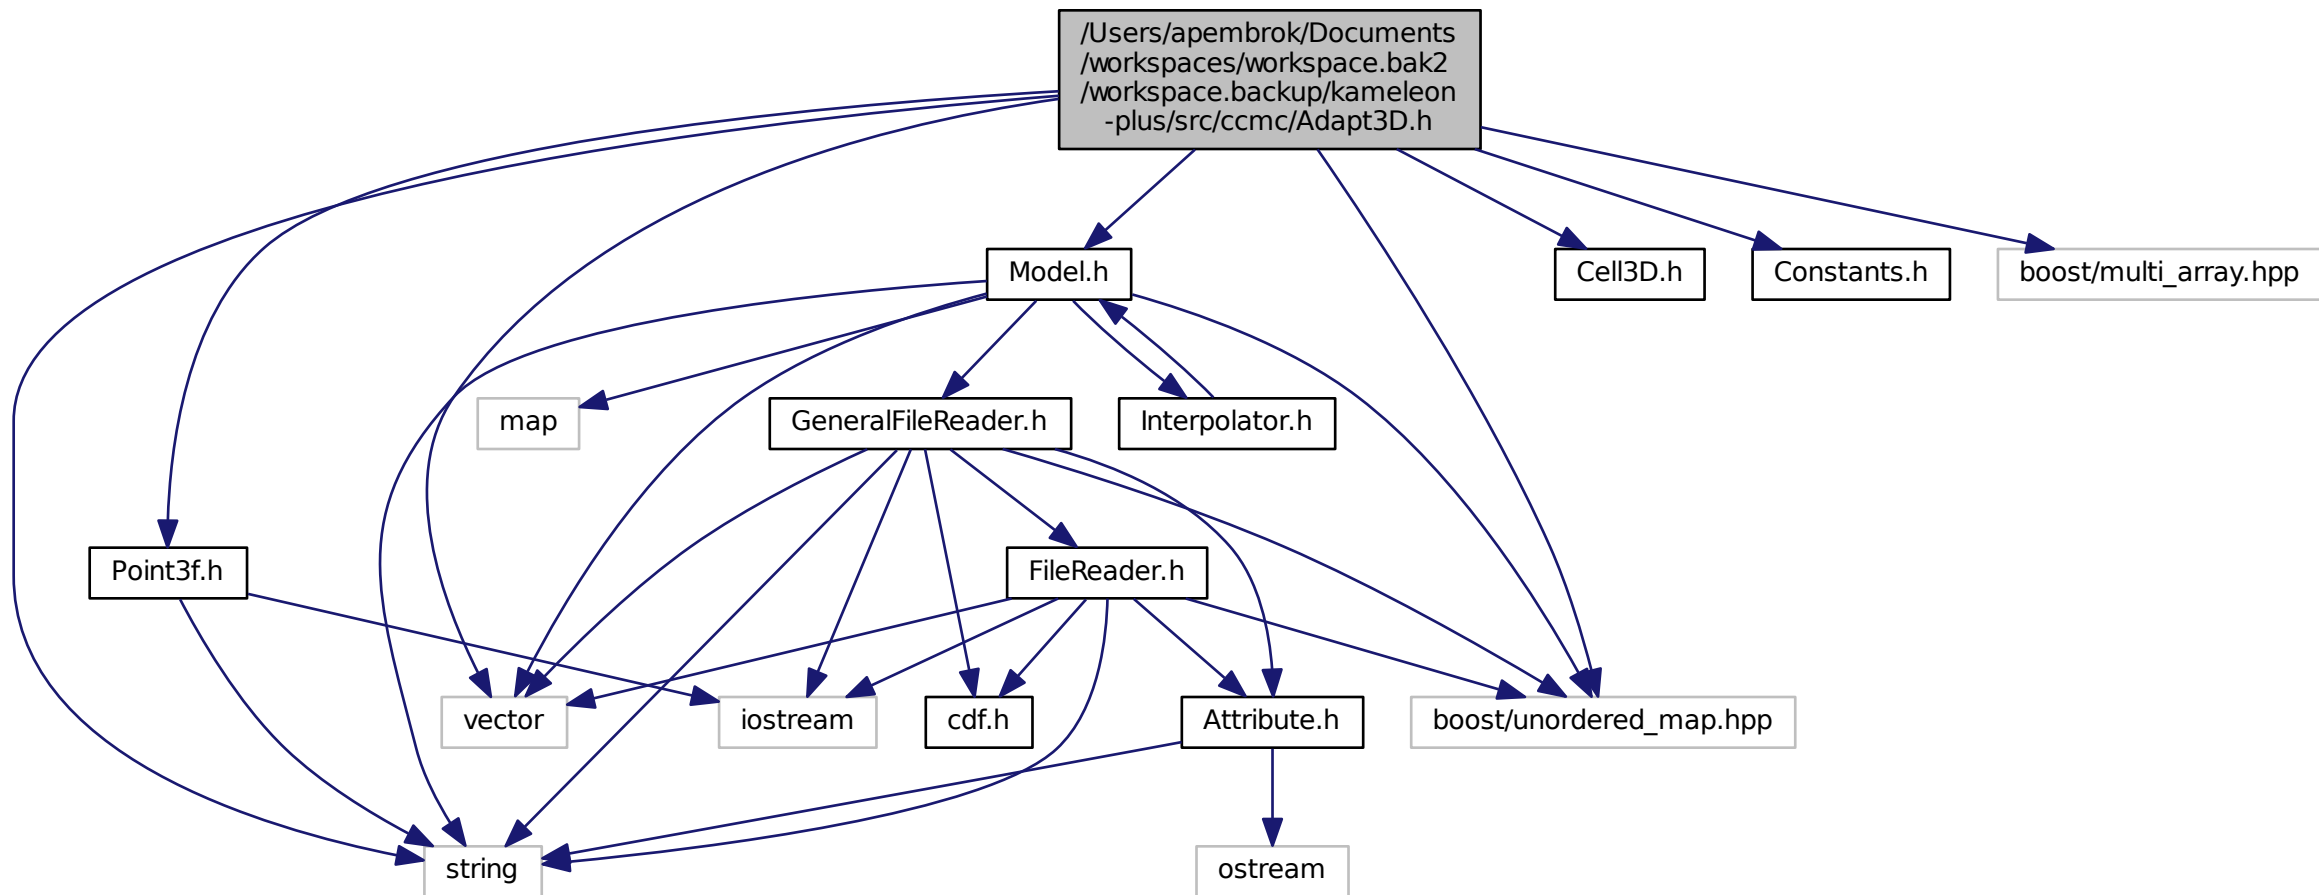 /Users/apembrok/Documents
/workspaces/workspace.bak2
/workspace.backup/kameleon
-plus/src/ccmc/Adapt3D.h
Model.h
Cell3D.h
Constants.h
boost/multi_array.hpp
map
GeneralFileReader.h
Interpolator.h
Point3f.h
FileReader.h
vector
iostream
cdf.h
Attribute.h
boost/unordered_map.hpp
string
ostream